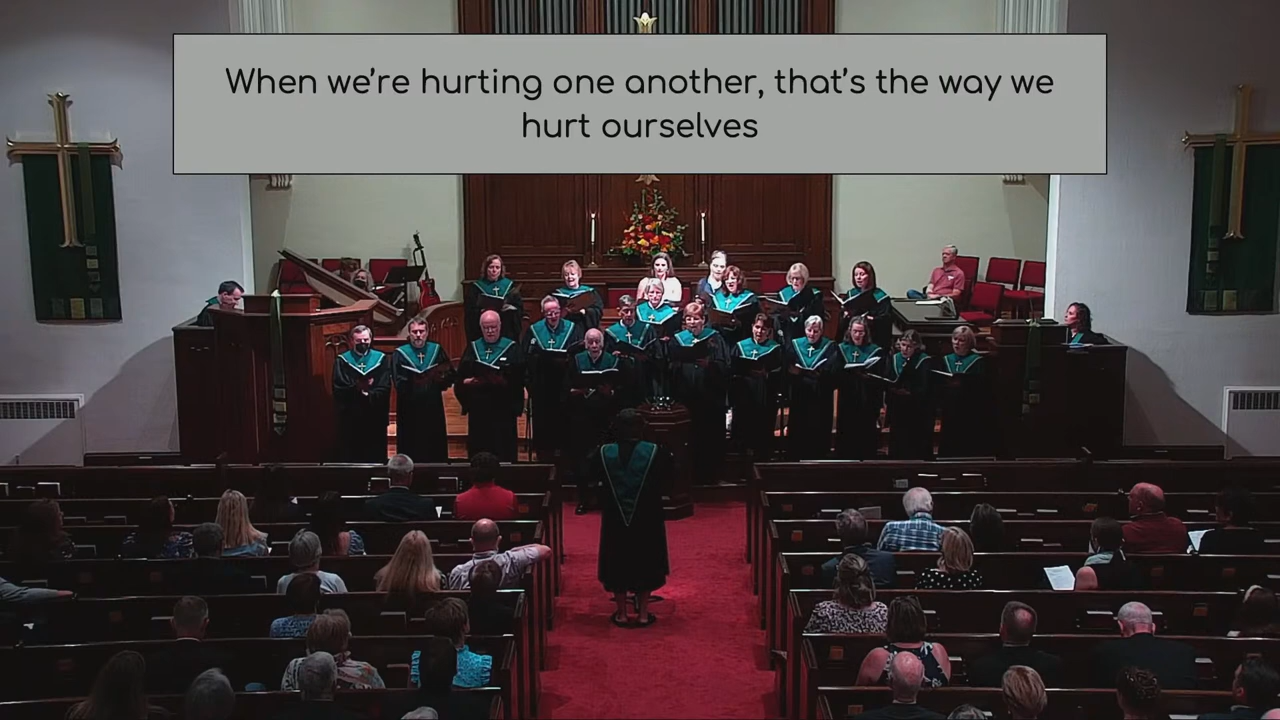 When we’re hurting one another, that’s the way we
hurt ourselves